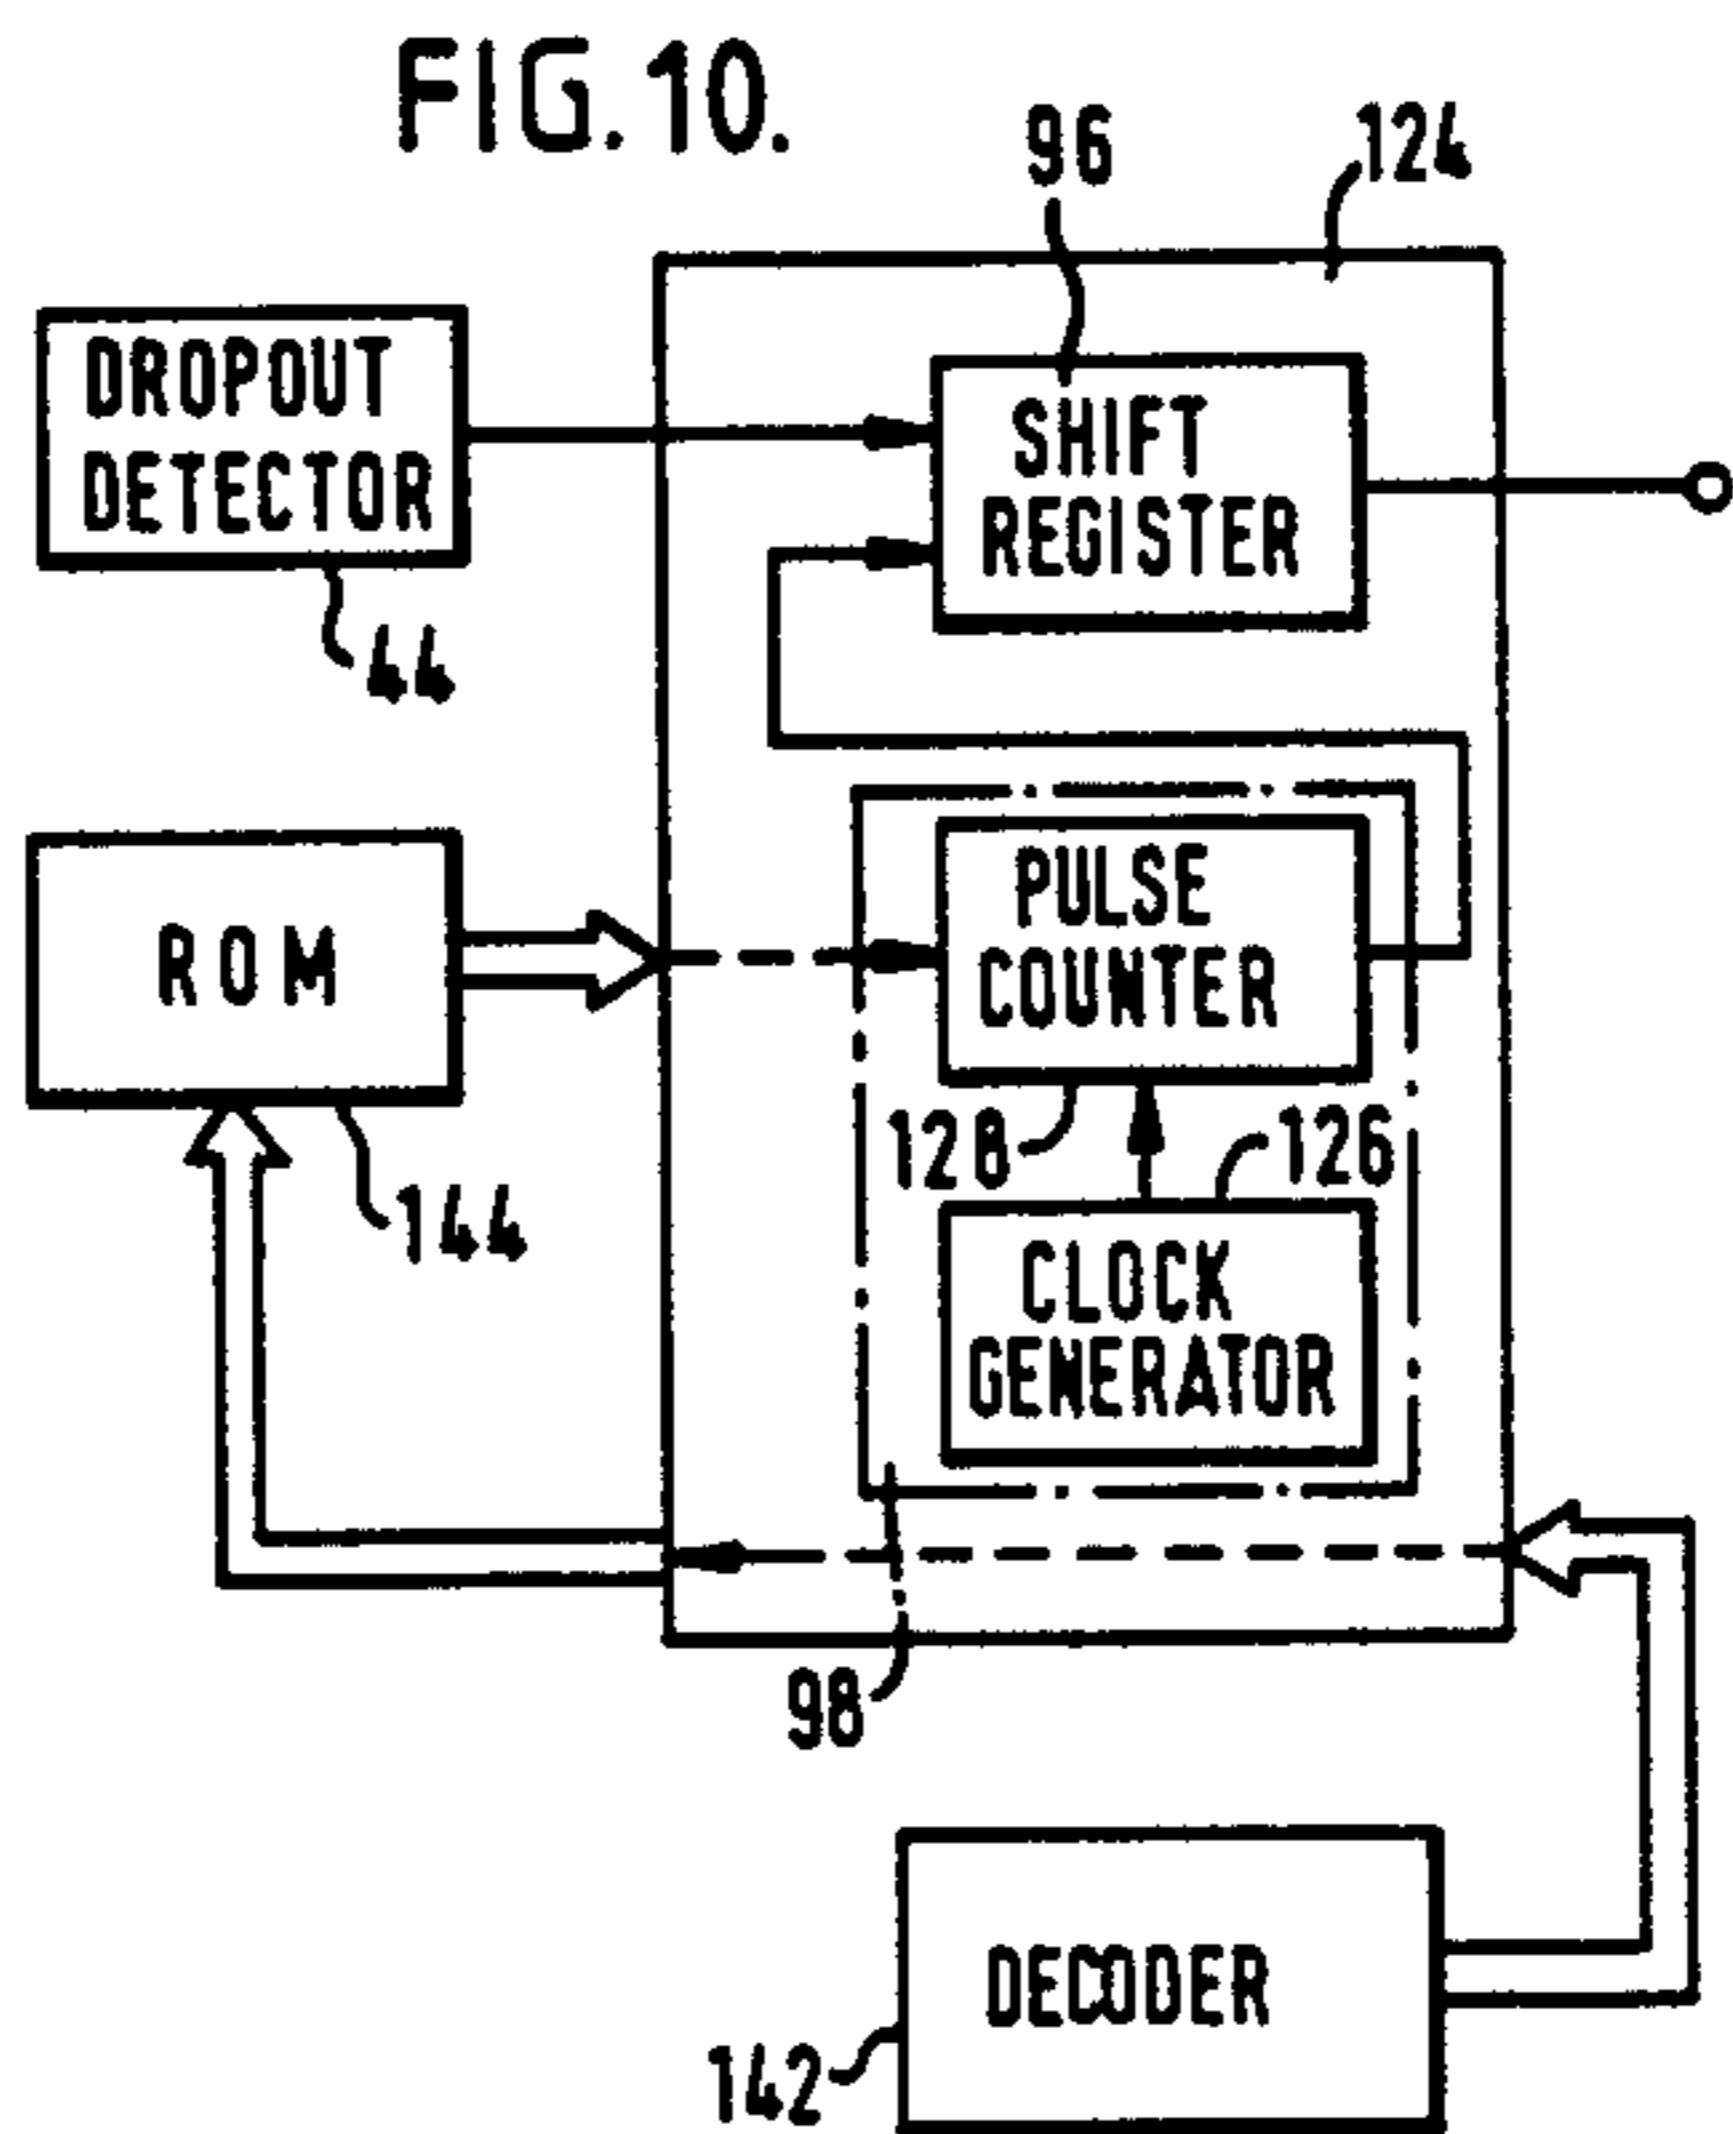 FIG. 10.
96
124
DROPOUT
DETECTOR
SHIFT
REGISTER
44
ROM
PULSE
COUNTER
128
126
144
CLOCK
GENERATOR
98
DECODER
142